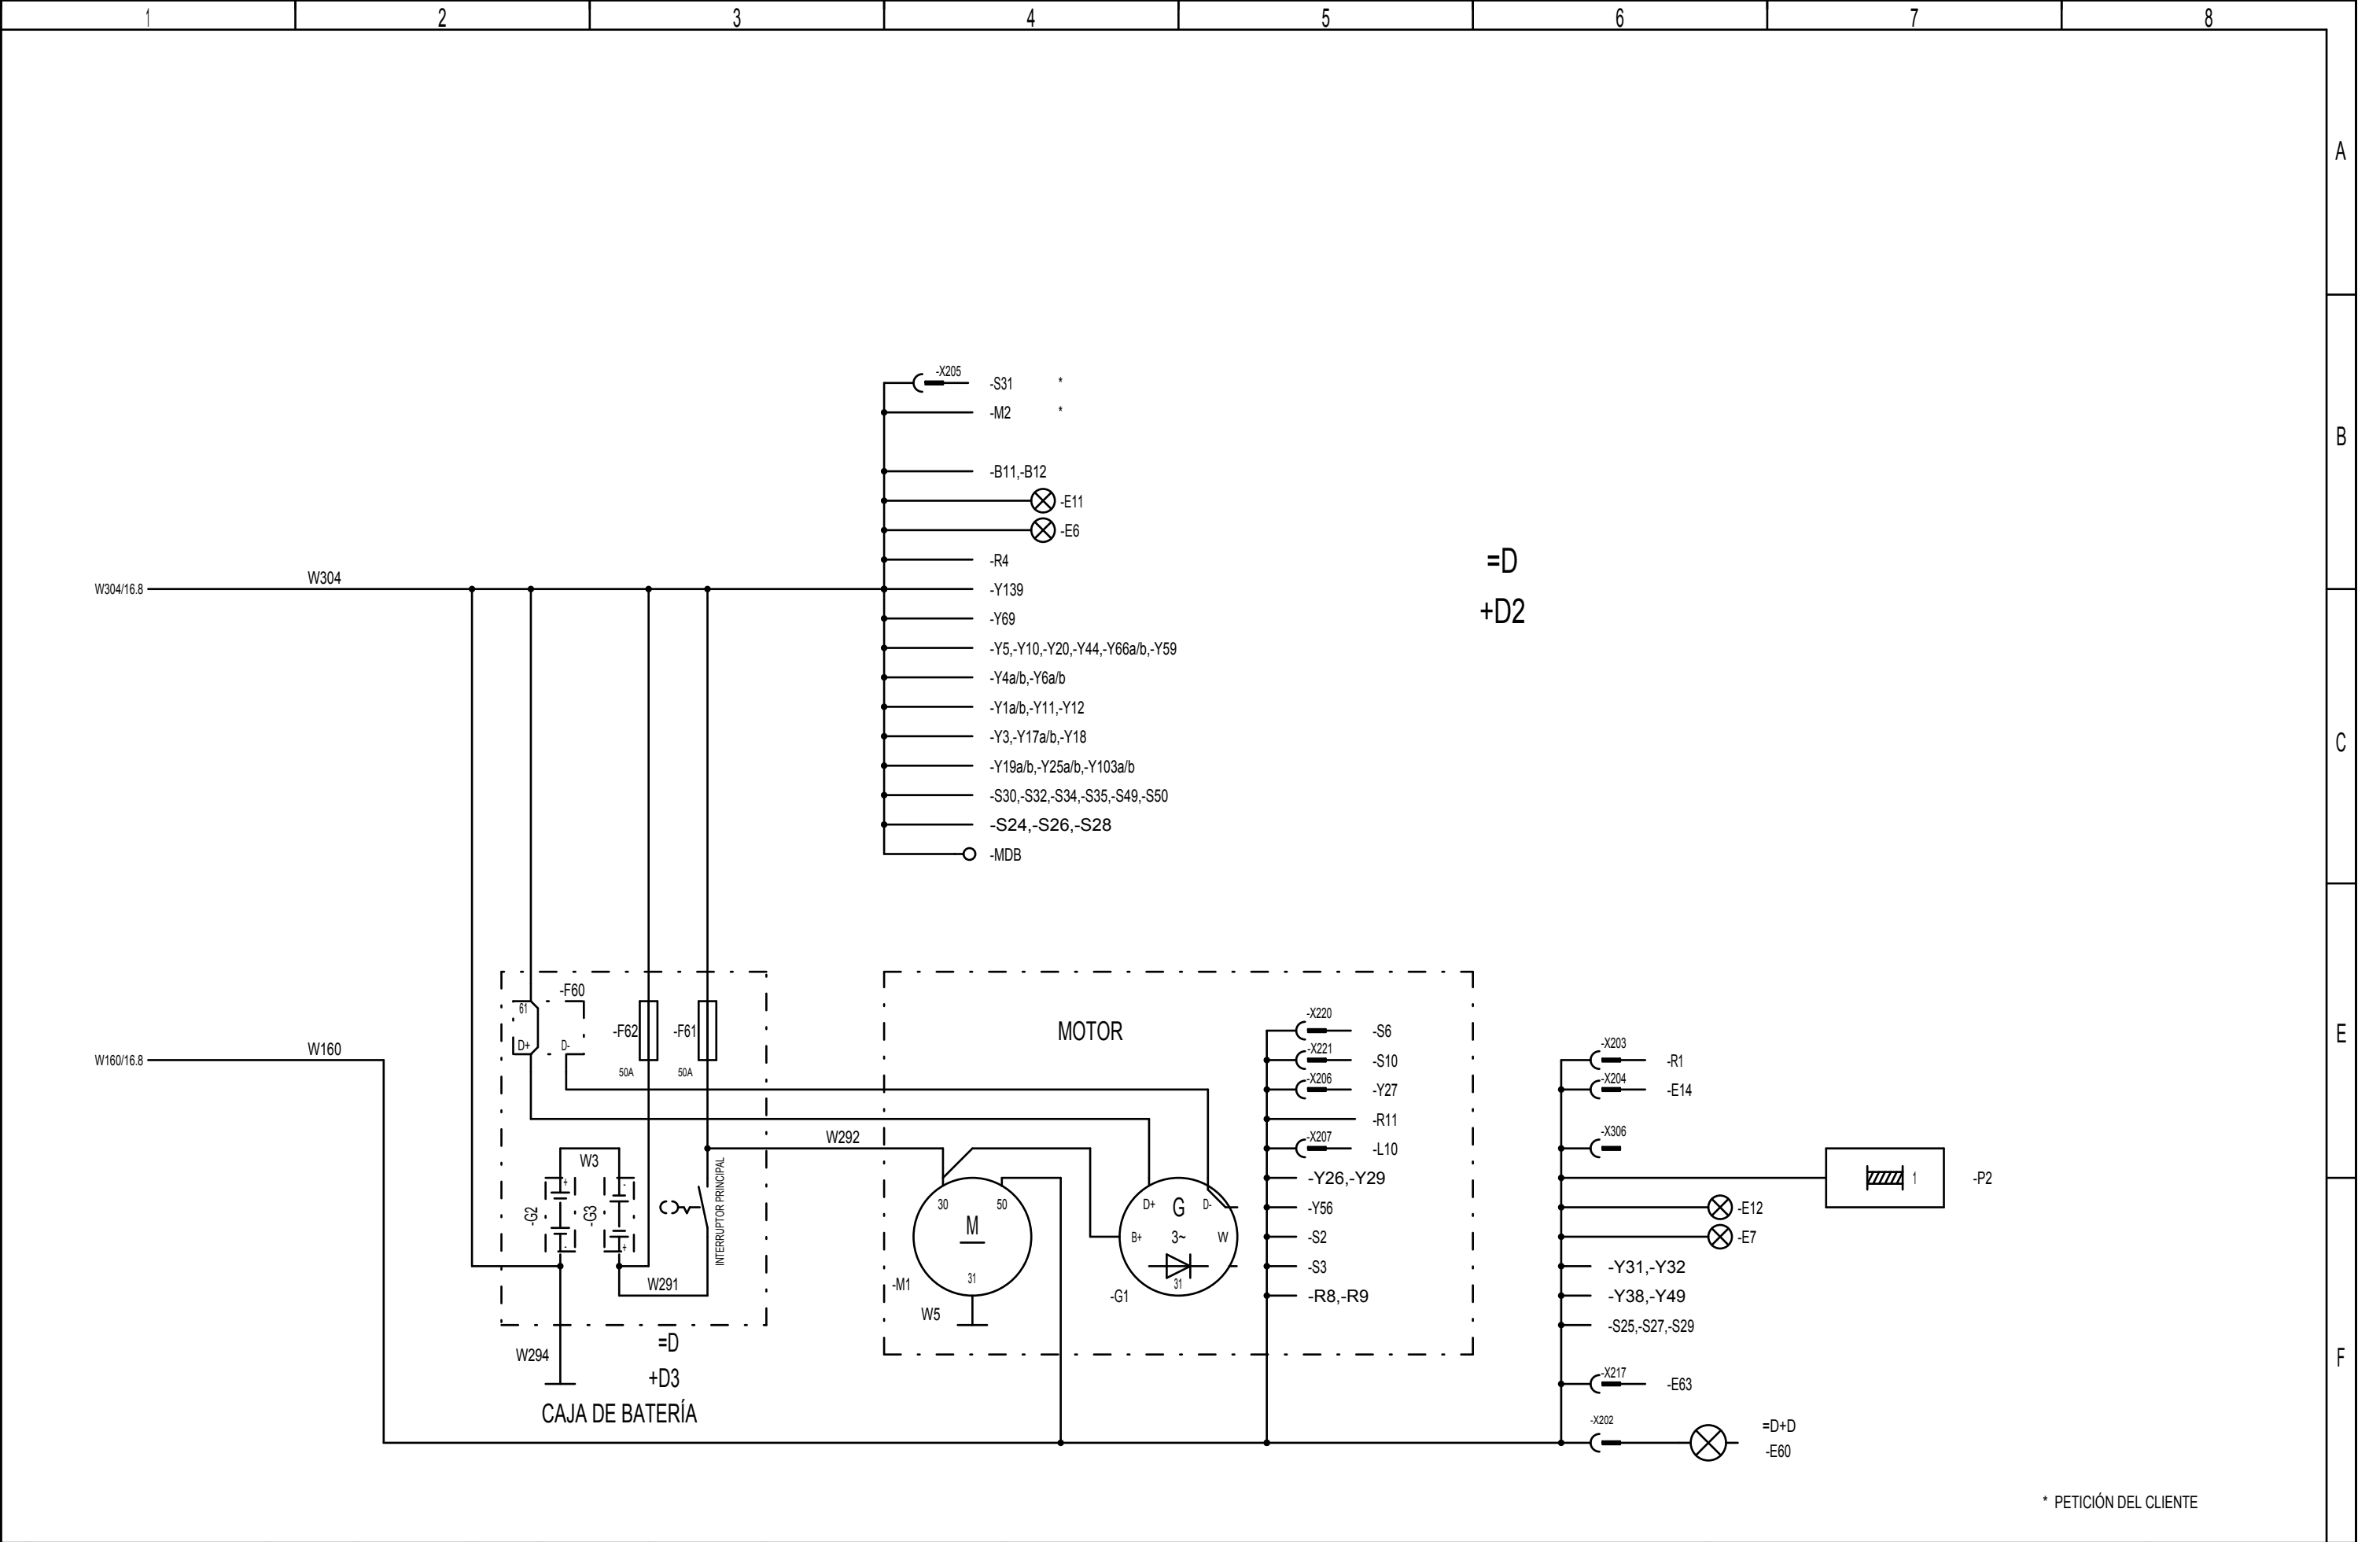 1 2 3 4 5 6 7 8
A
B
C
E
F
-X205
-S31 *
-M2 *
-B11,-B12
-E11
-E6
-R4
-Y139
-Y69
-Y5,-Y10,-Y20,-Y44,-Y66a/b,-Y59
-Y4a/b,-Y6a/b
-Y1a/b,-Y11,-Y12
-Y3,-Y17a/b,-Y18
-Y19a/b,-Y25a/b,-Y103a/b
-S30,-S32,-S34,-S35,-S49,-S50
-S24,-S26,-S28
-MDB
=D
+D2
W304/16.8
W304
W160/16.8
W160
-F60
61
D+ D-
-F62
50A
-F61
50A
W3
-G2
+
-
-G3
-
+
INTERRUPTOR PRINCIPAL
W291
W294
=D
+D3
CAJA DE BATERÍA
W292
MOTOR
30 50
M
31
-M1
W5
D+ G D-
B+ 3~ W
31
-G1
-X220
-S6
-X221
-S10
-X206
-Y27
-R11
-X207
-L10
-Y26,-Y29
-Y56
-S2
-S3
-R8,-R9
-X203
-R1
-X204
-E14
-X306
1
-P2
-E12
-E7
-Y31,-Y32
-Y38,-Y49
-S25,-S27,-S29
-X217
-E63
-X202
=D+D
-E60
* PETICIÓN DEL CLIENTE